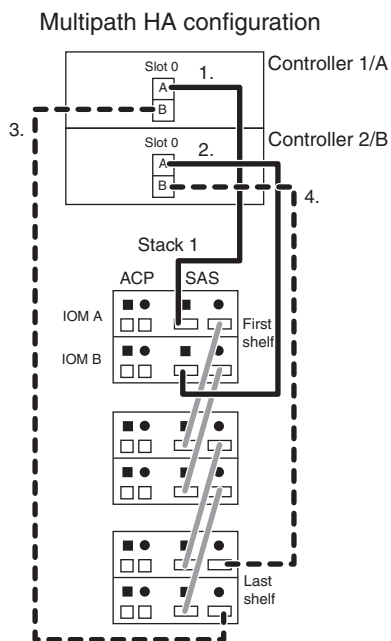 Multipath HA configuration
Controller 1/A
Slot 0
A
B
1.
3.
Controller 2/B
Slot 0
A
B
2.
4.
Stack 1
ACP SAS
IOM A
First
shelf
IOM B
Last
shelf